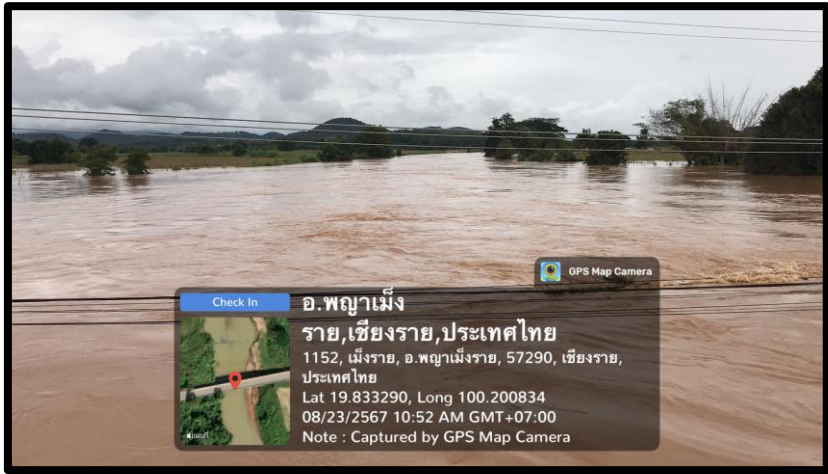 GPS Map Camera
Check In
อ.พญาเม็ง
ราย,เชียงราย,ประเทศไทย
1152, เม็งราย, อ.พญาเม็งราย, 57290, เชียงราย,
ประเทศไทย
Lat 19.833290, Long 100.200834
08/23/2567 10:52 AM GMT+07:00
Note : Captured by GPS Map Camera